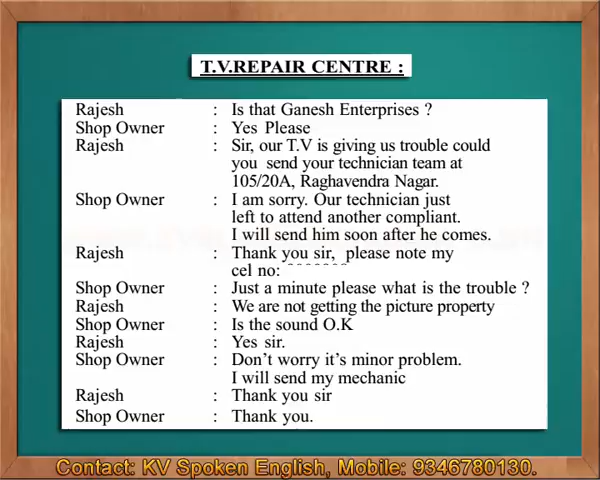 T.V.REPAIR CENTRE :
Rajesh : Is that Ganesh Enterprises ?
Shop Owner : Yes Please
Rajesh : Sir, our T.V is giving us trouble could
you send your technician team at
105/20A, Raghavendra Nagar.
Shop Owner : I am sorry. Our technician just
left to attend another compliant.
I will send him soon after he comes.
Rajesh : Thank you sir, please note my
cel no:
Shop Owner : Just a minute please what is the trouble ?
Rajesh : We are not getting the picture property
Shop Owner : Is the sound O.K
Rajesh : Yes sir.
Shop Owner : Don't worry it's minor problem.
I will send my mechanic
Rajesh : Thank you sir
Shop Owner : Thank you.
Contact: KV Spoken English, Mobile: 9346780130.